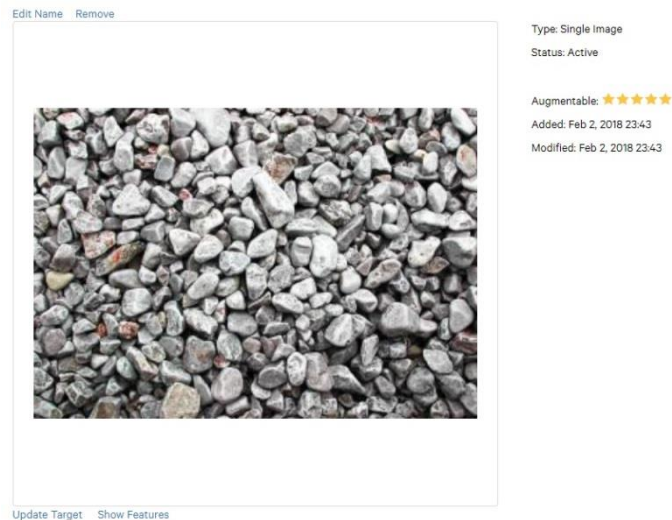 Edit Name Remove
Type: Single Image
Status: Active
Augmentable:
Added: Feb 2, 2018 23:43
Modified: Feb 2, 2018 23:43
Update Target Show Features